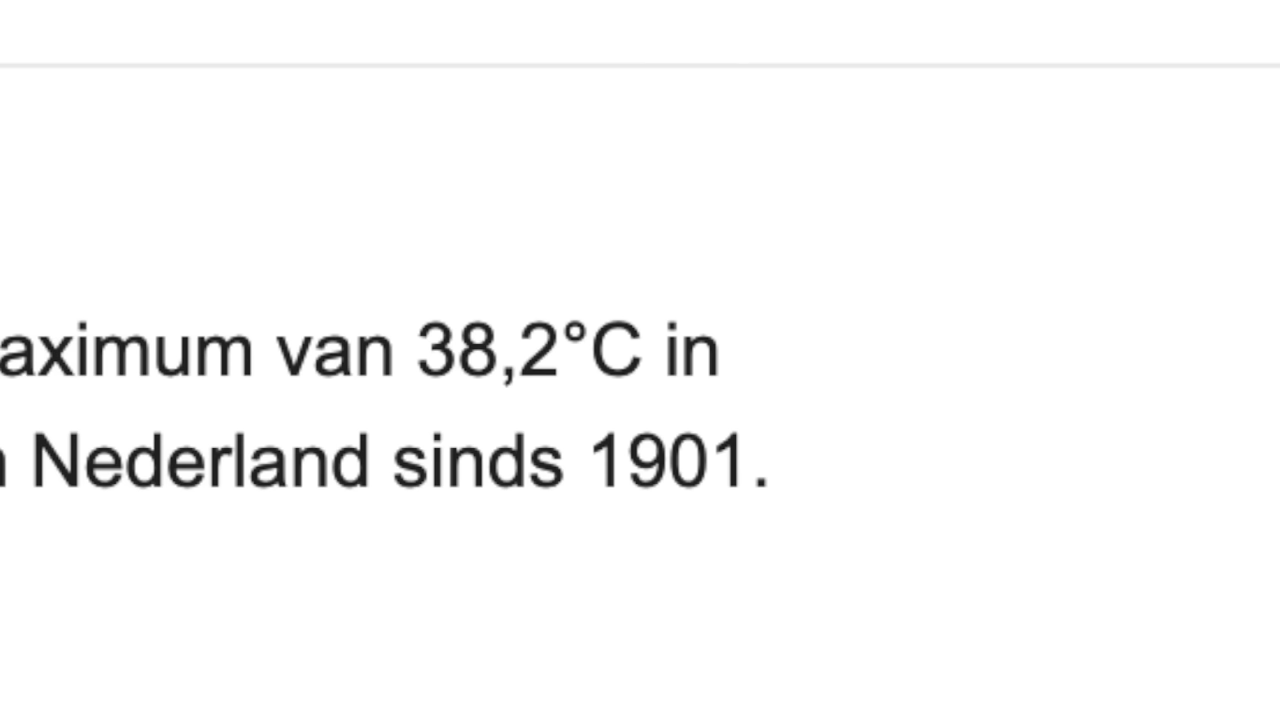 aximum van 38,2°C in
Nederland sinds 1901.